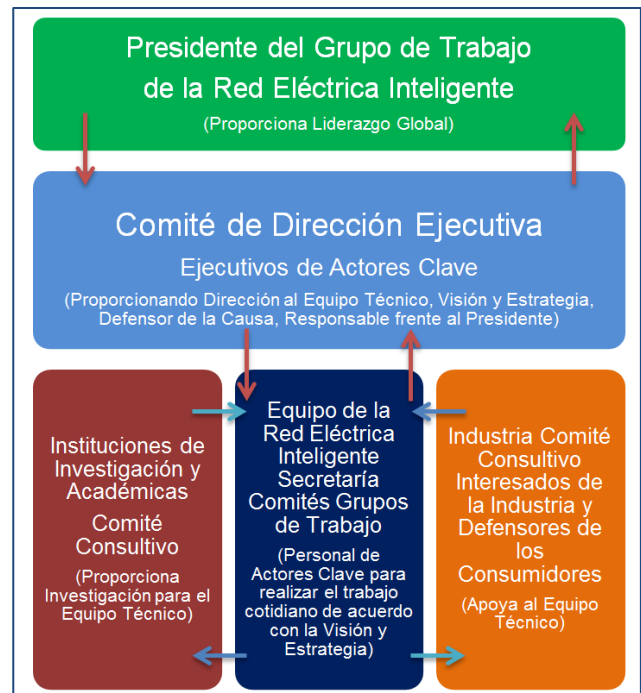 Presidente del Grupo de Trabajo
de la Red Eléctrica Inteligente
(Proporciona Liderazgo Global)
Comité de Dirección Ejecutiva
Ejecutivos de Actores Clave
(Proporcionando Dirección al Equipo Técnico, Visión y Estrategia,
Defensor de la Causa, Responsable frente al Presidente)
Instituciones de
Investigación y
Académicas
Comité
Consultivo
(Proporciona
Investigación para el
Equipo Técnico)
Equipo de la
Red Eléctrica
Inteligente
Secretaría
Comités Grupos
de Trabajo
(Personal de
Actores Clave para
realizar el trabajo
cotidiano de acuerdo
con la Visión y
Estrategia)
Industria Comité
Consultivo
Interesados de
la Industria y
Defensores de
los
Consumidores
(Apoya al Equipo
Técnico)